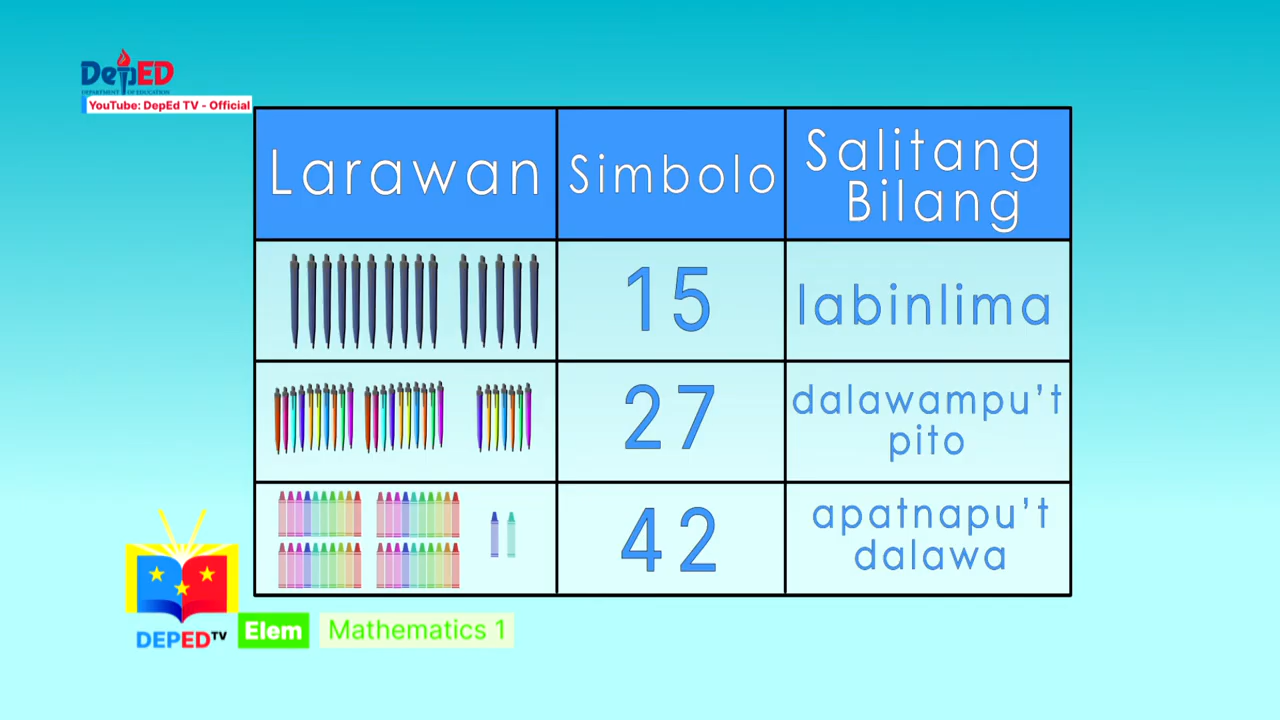 DepED
DEPARTMENT OF EDUCATION
YouTube: DepEd TV - Official
Larawan
Simbolo
Salitang
Bilang
15
labinlima
27
dalawampu't
pito
42
apatnapu't
dalawa
DEPED TV
Elem
Mathematics 1